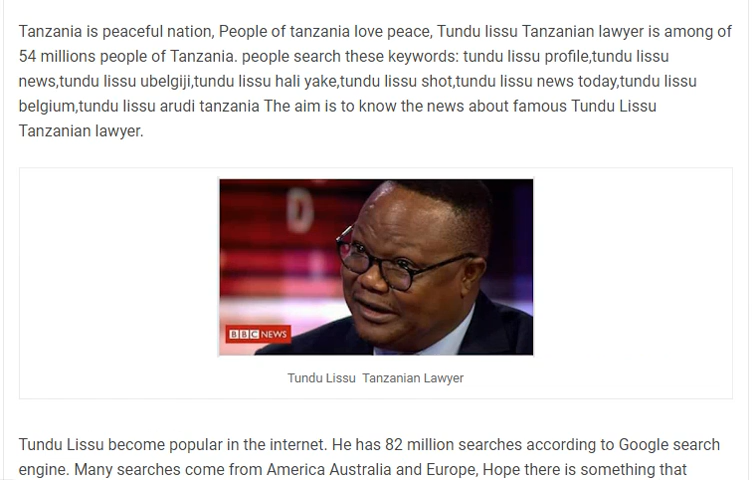 Tanzania is peaceful nation, People of tanzania love peace, Tundu lissu Tanzanian lawyer is among of
54 millions people of Tanzania. people search these keywords: tundu lissu profile,tundu lissu
news,tundu lissu ubelgiji,tundu lissu hali yake,tundu lissu shot,tundu lissu news today,tundu lissu
belgium,tundu lissu arudi tanzania The aim is to know the news about famous Tundu Lissu
Tanzanian lawyer.
D
BBC NEWS
Tundu Lissu Tanzanian Lawyer
Tundu Lissu become popular in the internet. He has 82 million searches according to Google search
engine. Many searches come from America Australia and Europe, Hope there is something that